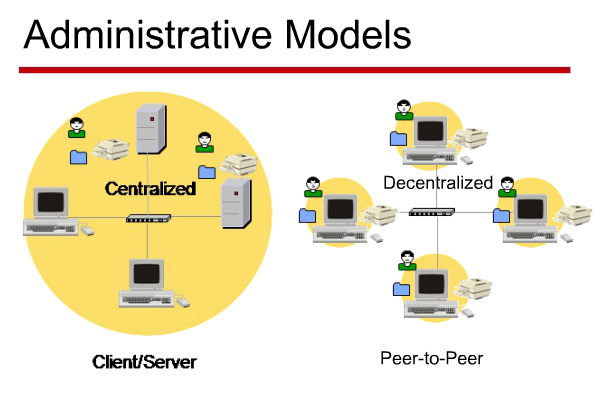 Administrative Models
Centralized
Decentralized
Client/Server
Peer-to-Peer